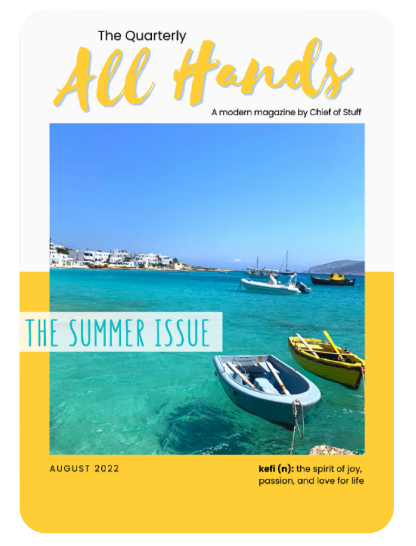 The Quarterly
All Hands
A modern magazine by Chief of Stuff
THE SUMMER ISSUE
AUGUST 2022
kefi (n): the spirit of joy,
passion, and love for life